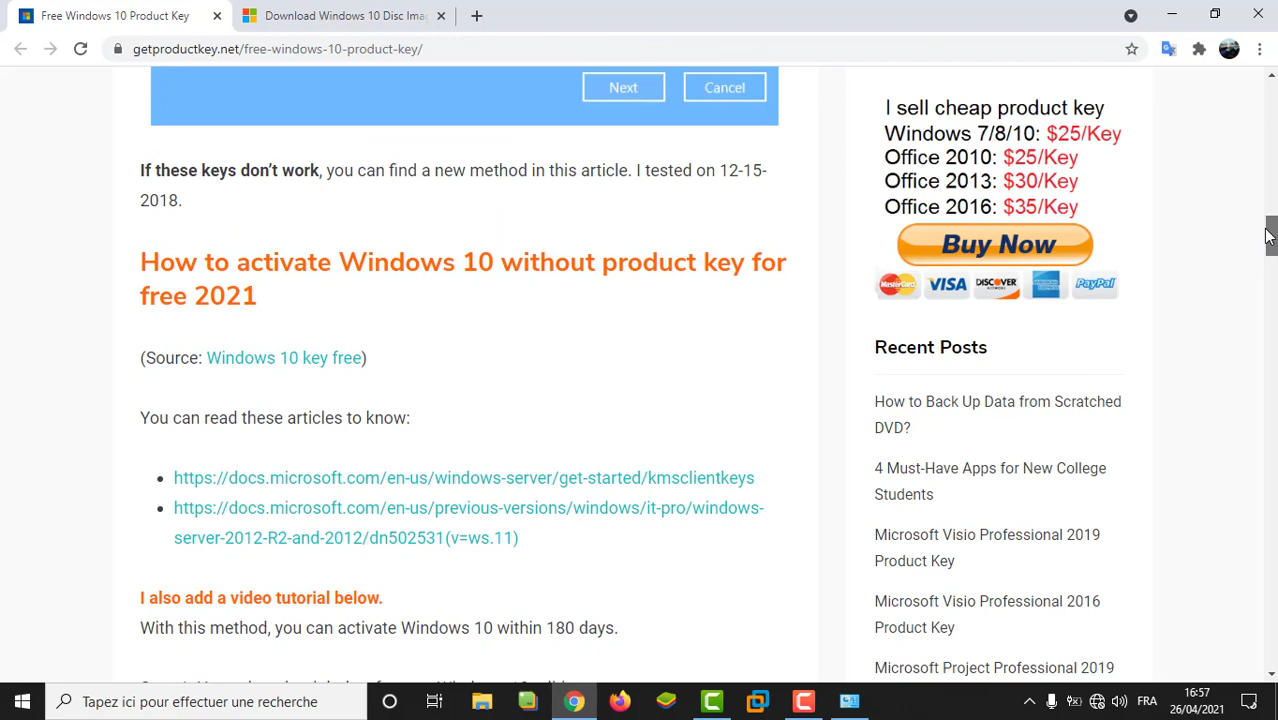 Free Windows 10 Product Key
Download Windows 10 Disc Ima
getproductkey.net/free-windows-10-product-key/
Next
Cancel
If these keys don't work, you can find a new method in this article. I tested on 12-15-
2018.
How to activate Windows 10 without product key for
free 2021
(Source: Windows 10 key free)
You can read these articles to know:
https://docs.microsoft.com/en-us/windows-server/get-started/kmsclientkeys
https://docs.microsoft.com/en-us/previous-versions/windows/it-pro/windows-
server-2012-R2-and-2012/dn502531(v=ws.11)
I also add a video tutorial below.
With this method, you can activate Windows 10 within 180 days.
I sell cheap product key
Windows 7/8/10: $25/Key
Office 2010: $25/Key
Office 2013: $30/Key
Office 2016: $35/Key
Buy Now
MasterCard VISA DISCOVER PayPal
Recent Posts
How to Back Up Data from Scratched
DVD?
4 Must-Have Apps for New College
Students
Microsoft Visio Professional 2019
Product Key
Microsoft Visio Professional 2016
Product Key
Microsoft Project Professional 2019
Tapez ici pour effectuer une recherche
FRA
16:57
26/04/2021